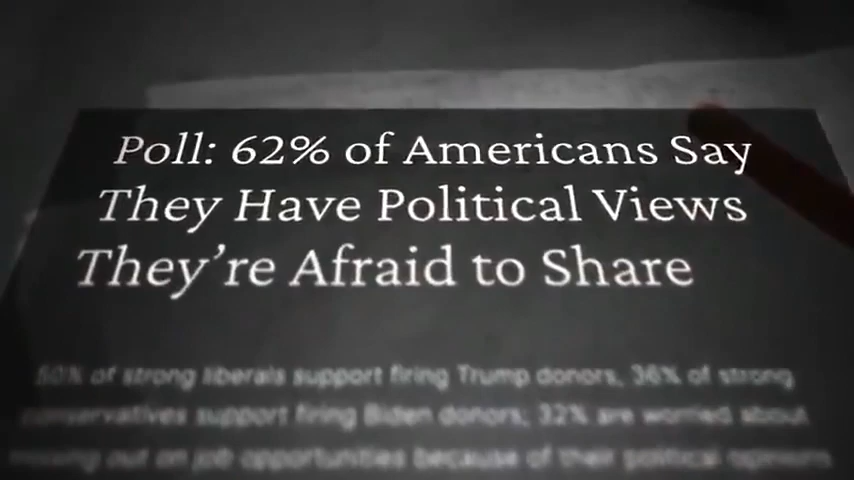 Poll: 62% of Americans Say
They Have Political Views
They’re Afraid to Share
50% of strong liberals support firing Trump donors, 36% of strong
conservatives support firing Biden donors; 32% are worried about
missing out on job opportunities because of their political opinions